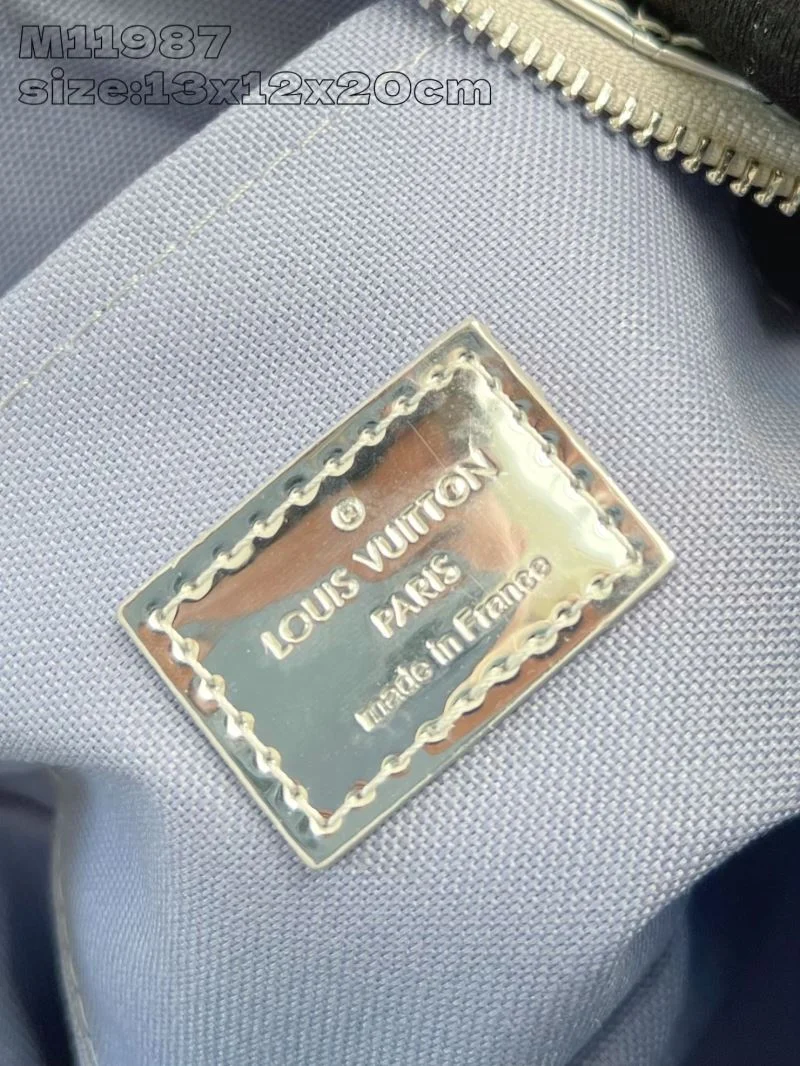 M11987
size:13x12x20cm
®
LOUIS VUITTON
PARIS
made in France